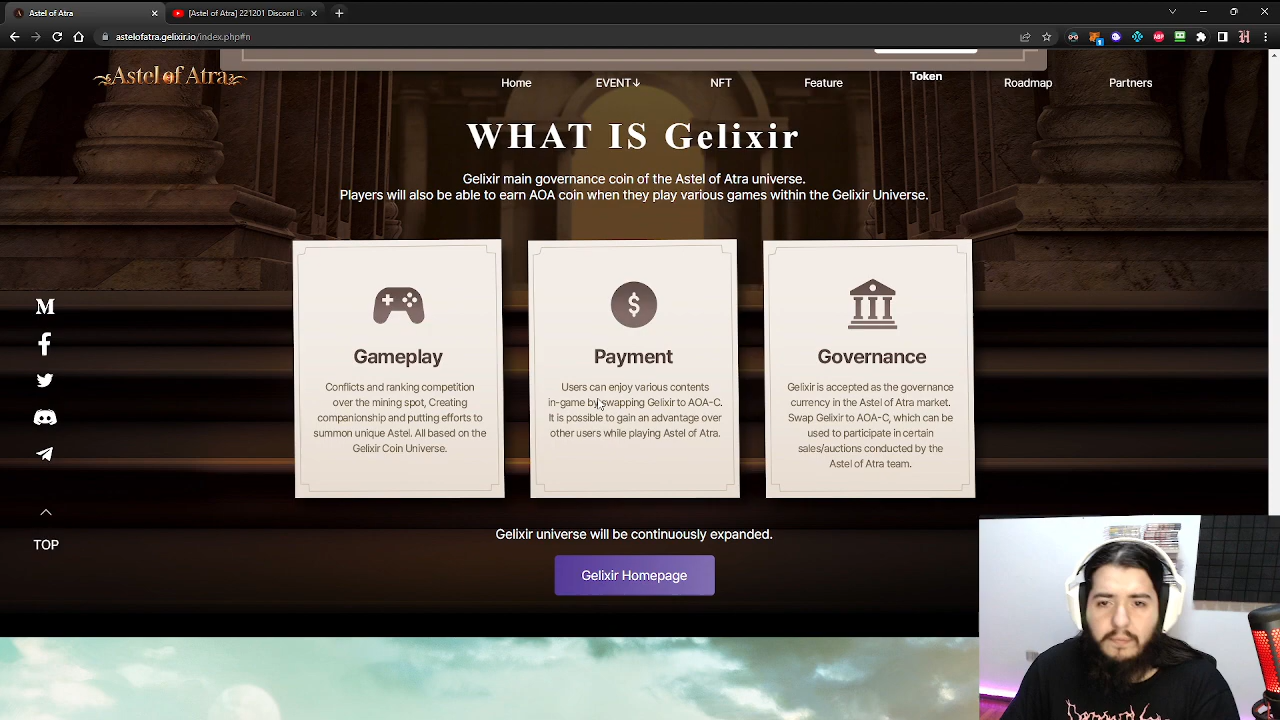 Astel of Atra
[Astel of Atra] 221201 Discord Li
astelofatra.gelixir.io/index.php#n
Astel of Atra
Home
EVENT↓
NFT
Feature
Token
Roadmap
Partners
WHAT IS Gelixir
Gelixir main governance coin of the Astel of Atra universe.
Players will also be able to earn AOA coin when they play various games within the Gelixir Universe.
Gameplay
Conflicts and ranking competition
over the mining spot, Creating
companionship and putting efforts to
summon unique Astel. All based on the
Gelixir Coin Universe.
Payment
Users can enjoy various contents
in-game by swapping Gelixir to AOA-C.
It is possible to gain an advantage over
other users while playing Astel of Atra.
Governance
Gelixir is accepted as the governance
currency in the Astel of Atra market.
Swap Gelixir to AOA-C, which can be
used to participate in certain
sales/auctions conducted by the
Astel of Atra team.
M
TOP
Gelixir universe will be continuously expanded.
Gelixir Homepage